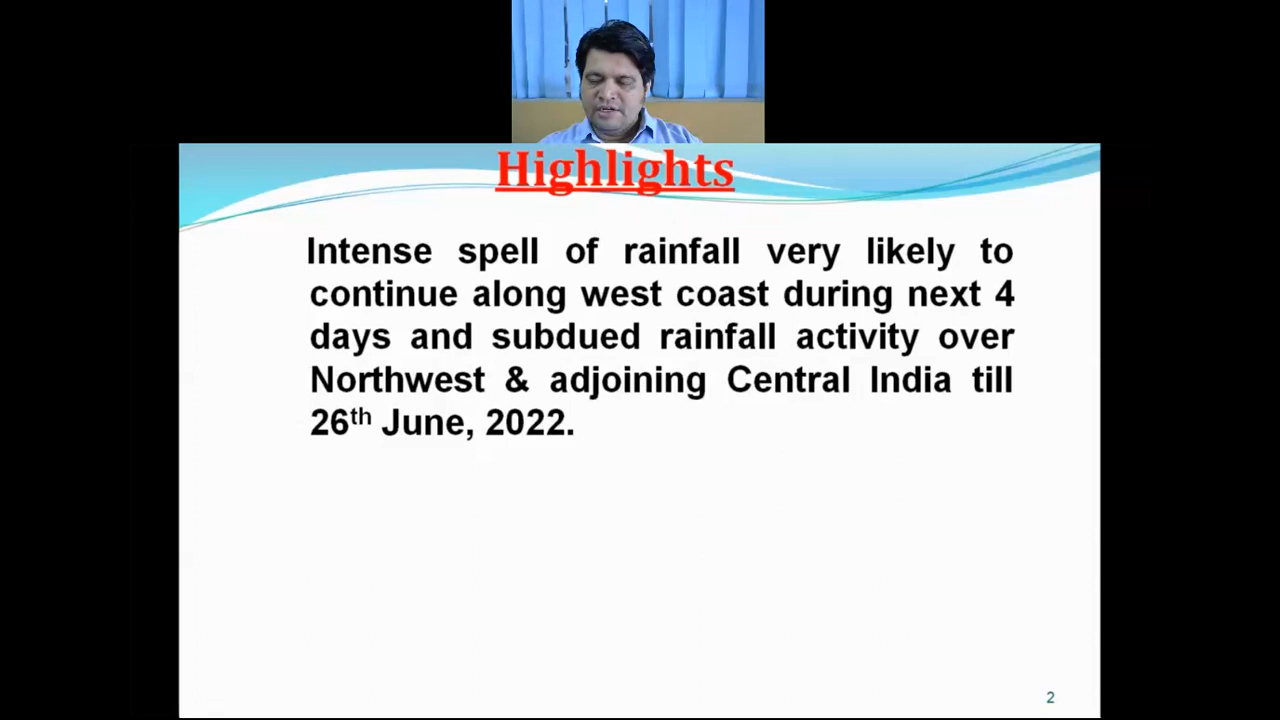 Highlights
Intense spell of rainfall very likely to
continue along west coast during next 4
days and subdued rainfall activity over
Northwest & adjoining Central India till
26th June, 2022.
2